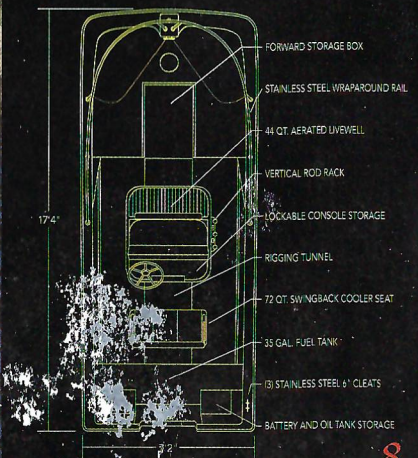 FORWARD STORAGE BOX
STAINLESS STEEL WRAPAROUND RAIL
44 QT. AERATED LIVEWELL
VERTICAL ROD RACK
LOCKABLE CONSOLE STORAGE
17'4"
RIGGING TUNNEL
72 QT. SWINGBACK COOLER SEAT
35 GAL. FUEL TANK
(3) STAINLESS STEEL 6" CLEATS
BATTERY AND OIL TANK STORAGE
8